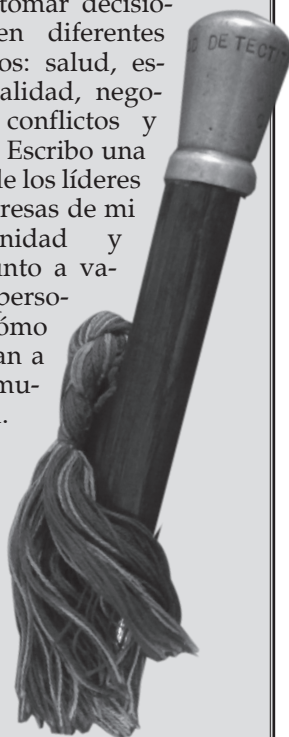 tomar decisio-
en diferentes
os: salud, es-
alidad, nego-
conflictos y
Escribo una
de los líderes
resas de mi
nidad y
unto a va-
perso-
ómo
an a
mu-
.
DE TECT